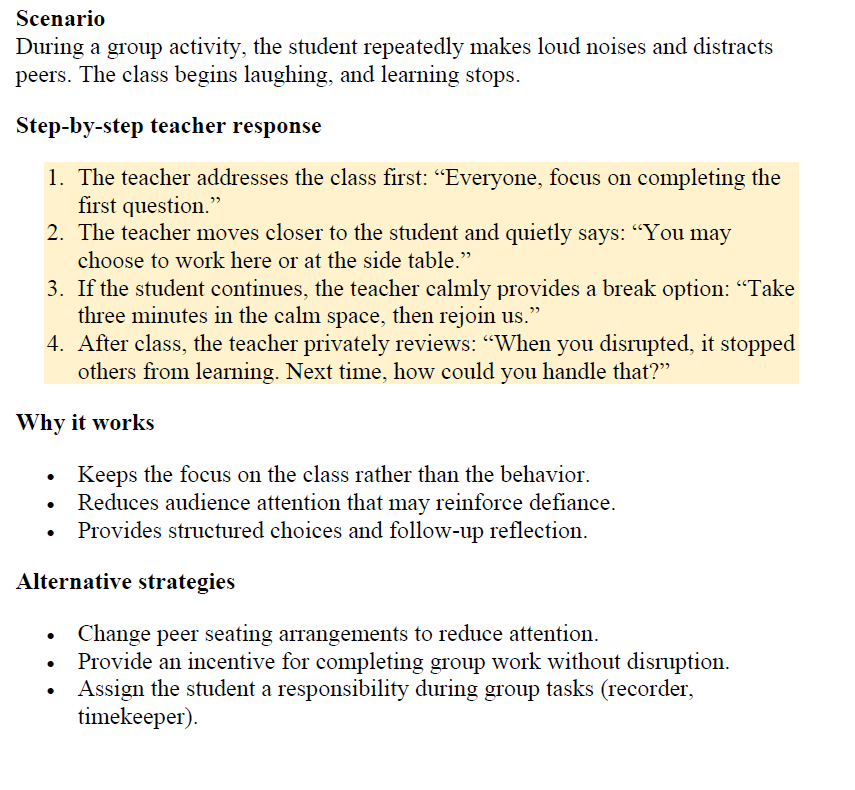 Scenario
During a group activity, the student repeatedly makes loud noises and distracts
peers. The class begins laughing, and learning stops.
Step-by-step teacher response
1. The teacher addresses the class first: “Everyone, focus on completing the
first question.”
2. The teacher moves closer to the student and quietly says: “You may
choose to work here or at the side table.”
3. If the student continues, the teacher calmly provides a break option: “Take
three minutes in the calm space, then rejoin us.”
4. After class, the teacher privately reviews: “When you disrupted, it stopped
others from learning. Next time, how could you handle that?”
Why it works
• Keeps the focus on the class rather than the behavior.
• Reduces audience attention that may reinforce defiance.
• Provides structured choices and follow-up reflection.
Alternative strategies
• Change peer seating arrangements to reduce attention.
• Provide an incentive for completing group work without disruption.
• Assign the student a responsibility during group tasks (recorder,
timekeeper).